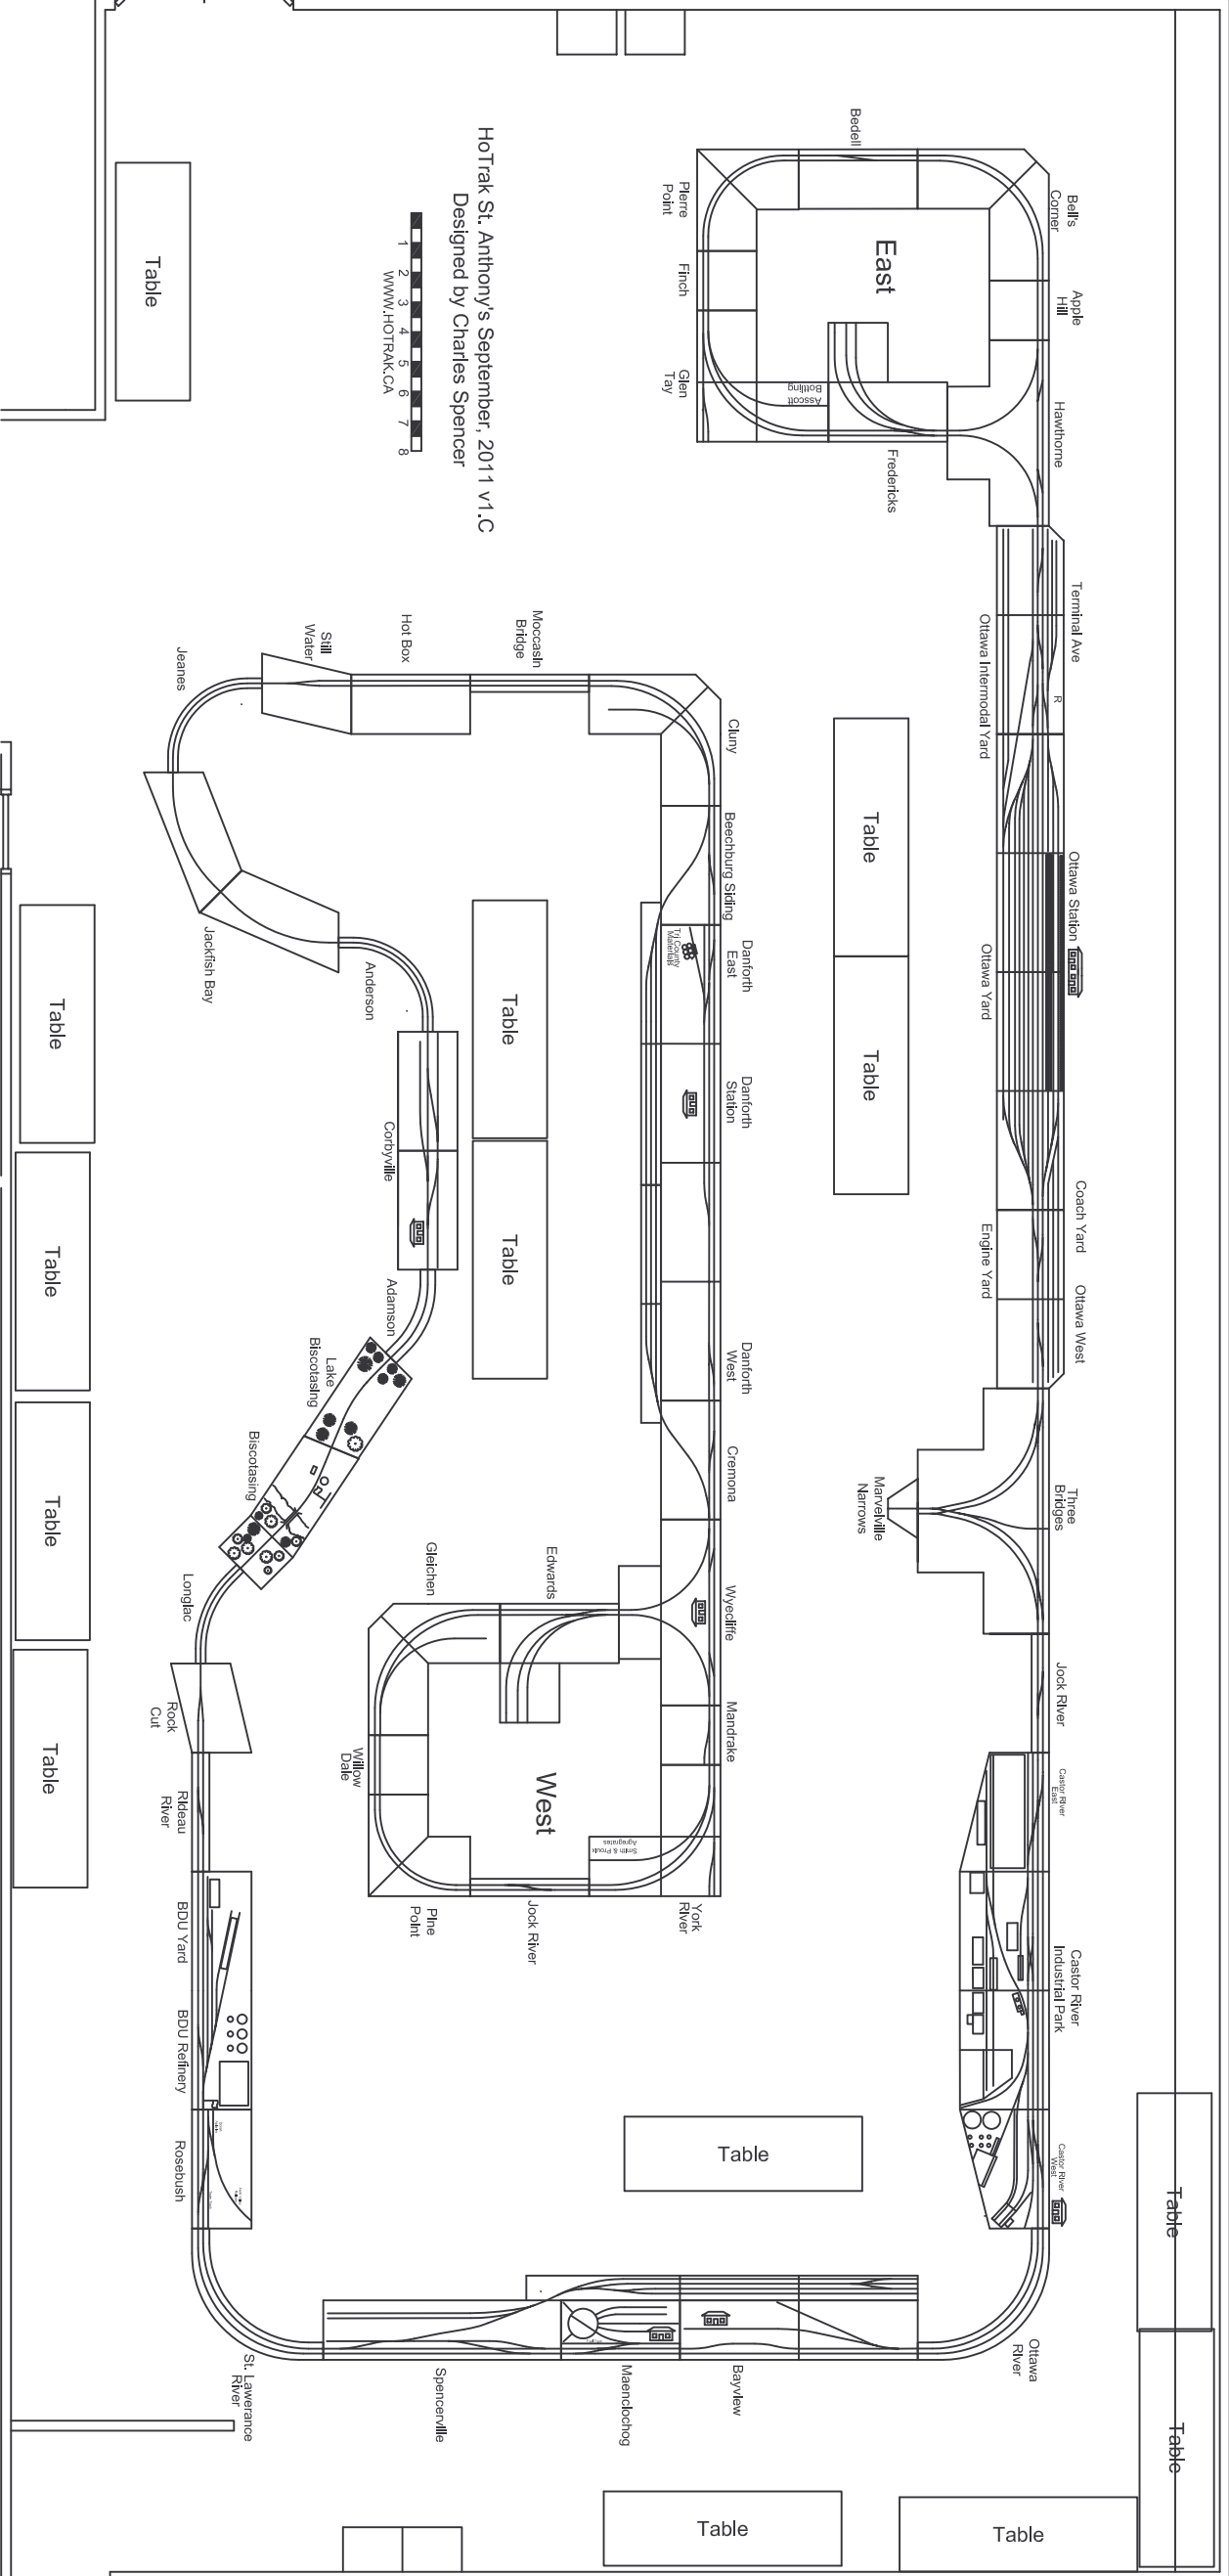 HoTrak St. Anthony's September, 2011 v1.C
Designed by Charles Spencer
1 2 3 4 5 6 7 8
WWW.HOTRAK.CA
Table
Bedell
Bell's
Corner
Apple
Hill
Hawthorne
East
Pierre
Point
Finch
Glen
Tay
Asscott
Bottling
Fredericks
Terminal Ave
R
Ottawa Intermodal Yard
Ottawa Station
Ottawa Yard
Coach Yard
Engine Yard
Ottawa West
Three
Bridges
Marvelville
Narrows
Jock River
Castor River
East
Castor River
Industrial Park
Castor River
West
Ottawa
River
Table
Table
Table
Table
Table
Table
Table
Cluny
Beechburg Siding
Danforth
East
Tri County
Materials
Danforth
Station
Danforth
West
Cremona
Wyecliffe
Mandrake
York
River
Smith & Proulx
Agregrates
Jock River
West
Edwards
Gleichen
Willow
Dale
Pine
Point
Moccasin
Bridge
Hot Box
Still
Water
Jeanes
Jackfish Bay
Anderson
Table
Table
Corbyville
Adamson
Lake
Biscotasing
Biscotasing
Longlac
Rock
Cut
Rideau
River
BDU Yard
BDU Refinery
Rosebush
St. Lawerance
River
Spencerville
Maenclochog
Bayview
Table
Table
Table
Table